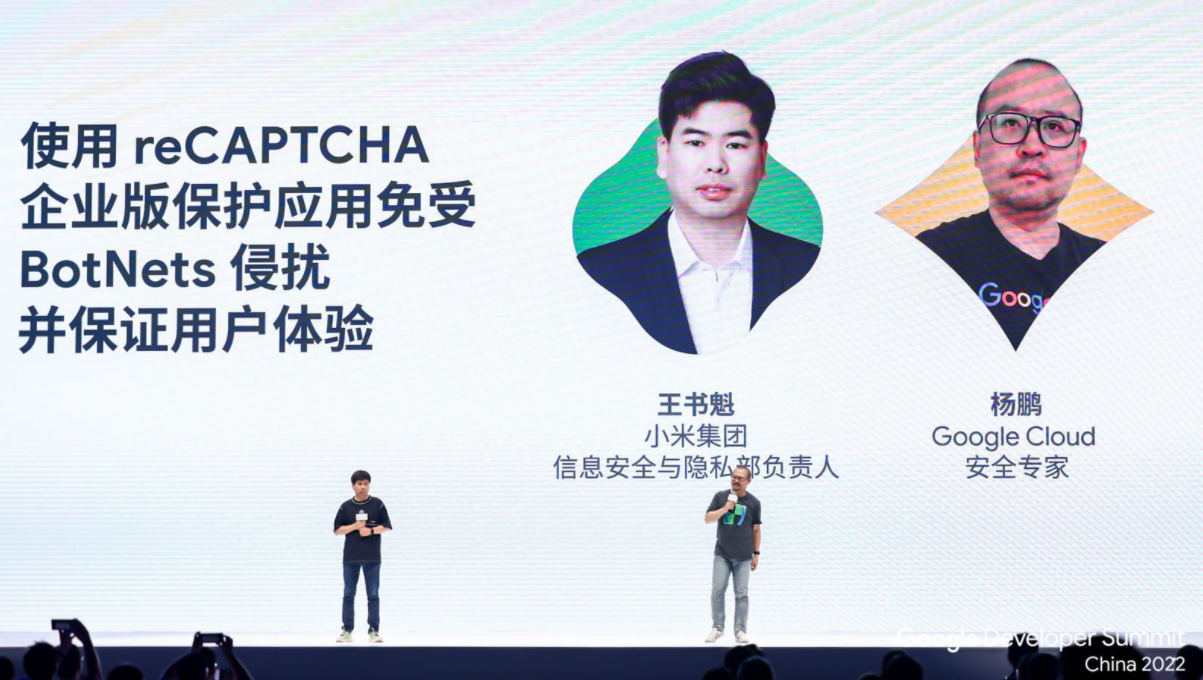 使用 reCAPTCHA
企业版保护应用免受
BotNets 侵扰
并保证用户体验
Goog
王书魁
小米集团
信息安全与隐私部负责人
杨鹏
Google Cloud
安全专家
Google Developer Summit
China 2022